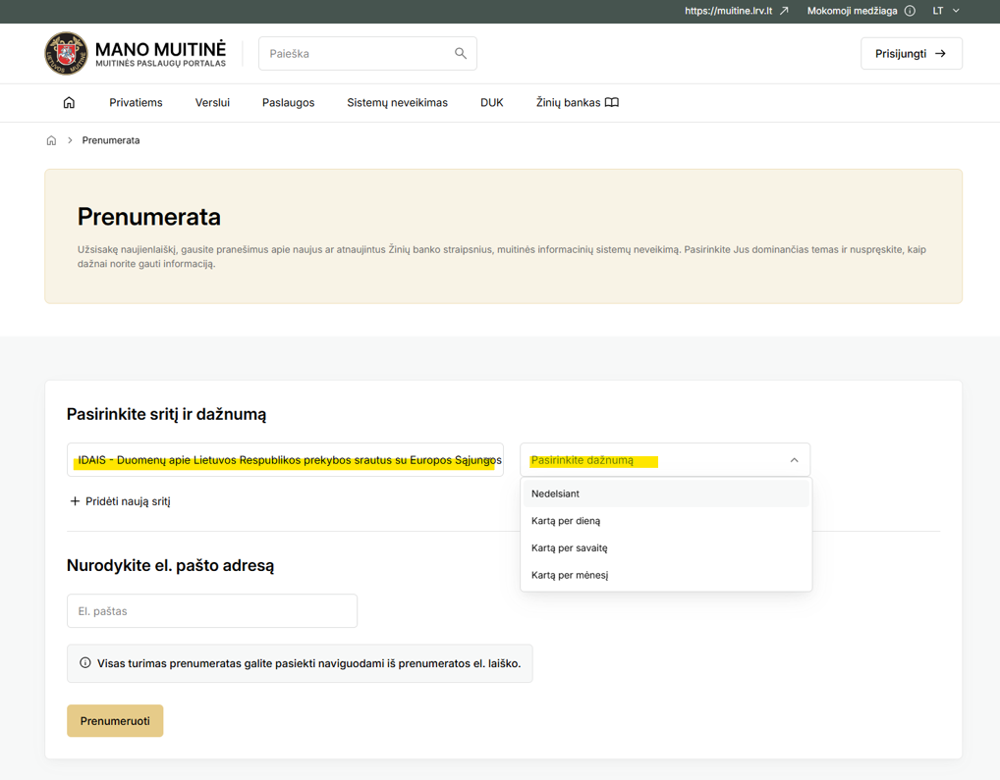 https://muitine.lrv.lt Mokomoji medžiaga LT
MANO MUITINĖ
MUITINĖS PASLAUGŲ PORTALAS
Paieška
Prisijungti
LIETUVOS MUITINĖ
Privatiems Verslui Paslaugos Sistemų neveikimas DUK Žinių bankas
Prenumerata
Prenumerata
Užsisakę naujienlaiškį, gausite pranešimus apie naujus ar atnaujintus Žinių banko straipsnius, muitinės informacinių sistemų neveikimą. Pasirinkite Jus dominančias temas ir nuspręskite, kaip
dažnai norite gauti informaciją.
Pasirinkite sritį ir dažnumą
IDAIS - Duomenų apie Lietuvos Respublikos prekybos srautus su Europos Sąjungos
Pasirinkite dažnumą
Nedelsiant
Kartą per dieną
Kartą per savaitę
Kartą per mėnesį
Pridėti naują sritį
Nurodykite el. pašto adresą
El. paštas
Visas turimas prenumeratas galite pasiekti naviguodami iš prenumeratos el. laiško.
Prenumeruoti